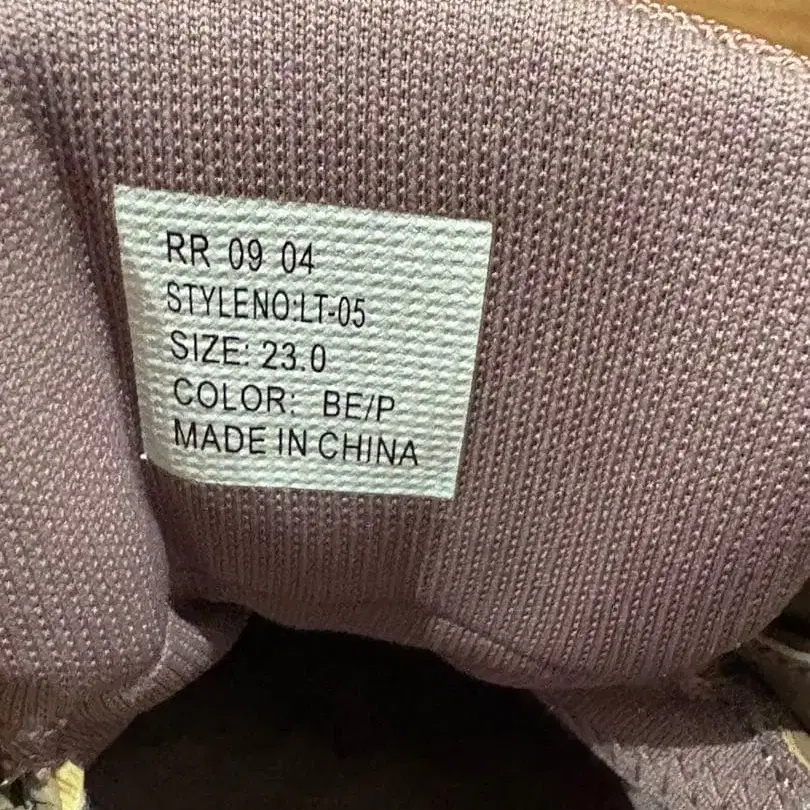 RR 09 04
STYLENO:LT-05
SIZE: 23.0
COLOR: BE/P
MADE IN CHINA